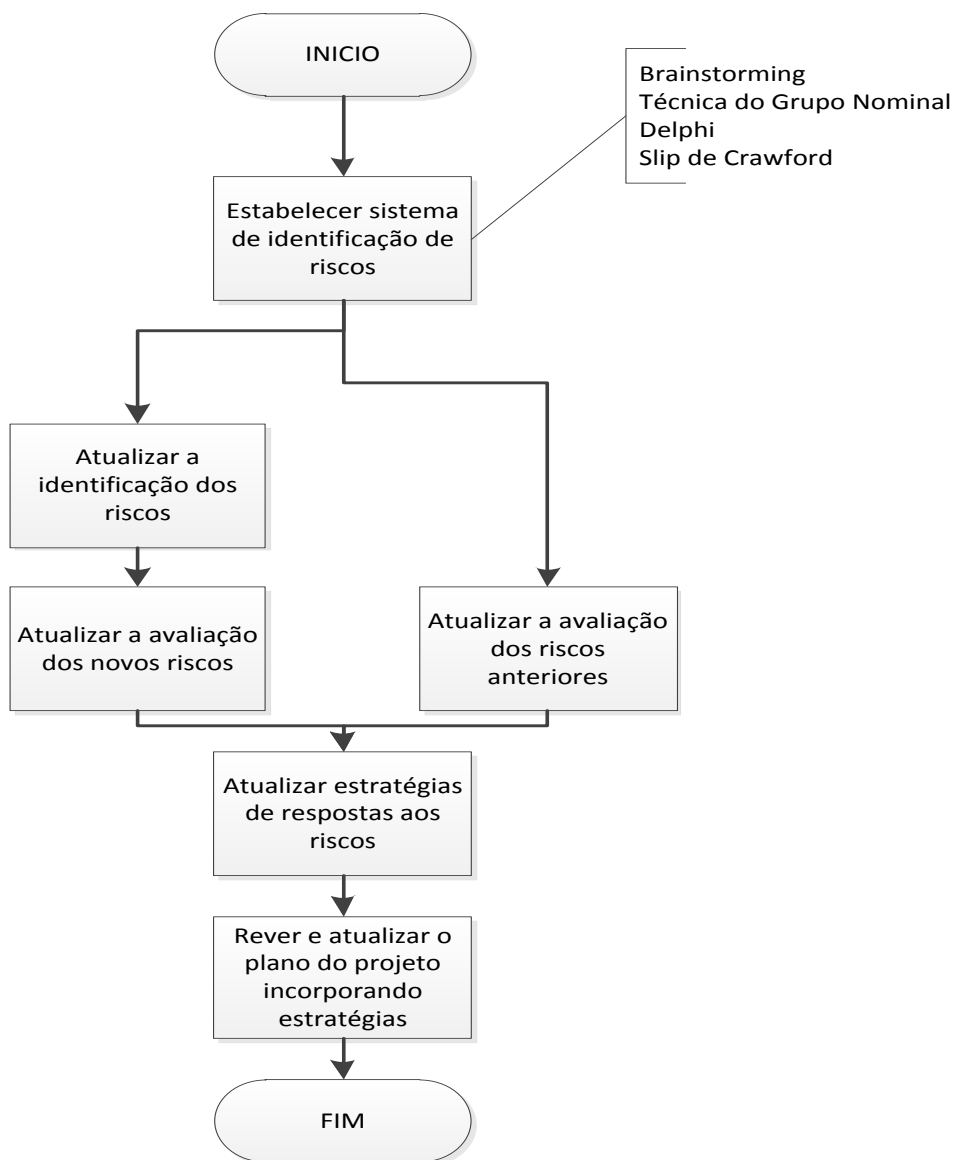 INICIO
Brainstorming
Técnica do Grupo Nominal
Delphi
Slip de Crawford
Estabelecer sistema
de identificação de
riscos
Atualizar a
identificação dos
riscos
Atualizar a avaliação
dos novos riscos
Atualizar a avaliação
dos riscos
anteriores
Atualizar estratégias
de respostas aos
riscos
Rever e atualizar o
plano do projeto
incorporando
estratégias
FIM